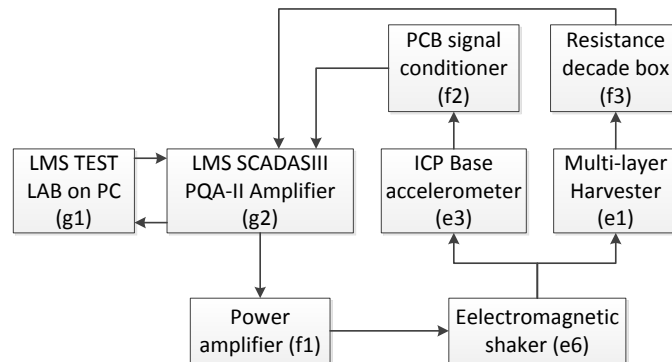 PCB signal
conditioner
(f2)
Resistance
decade box
(f3)
LMS TEST
LAB on PC
(g1)
LMS SCADASIII
PQA-II Amplifier
(g2)
ICP Base
accelerometer
(e3)
Multi-layer
Harvester
(e1)
Power
amplifier (f1)
Eelectromagnetic
shaker (e6)